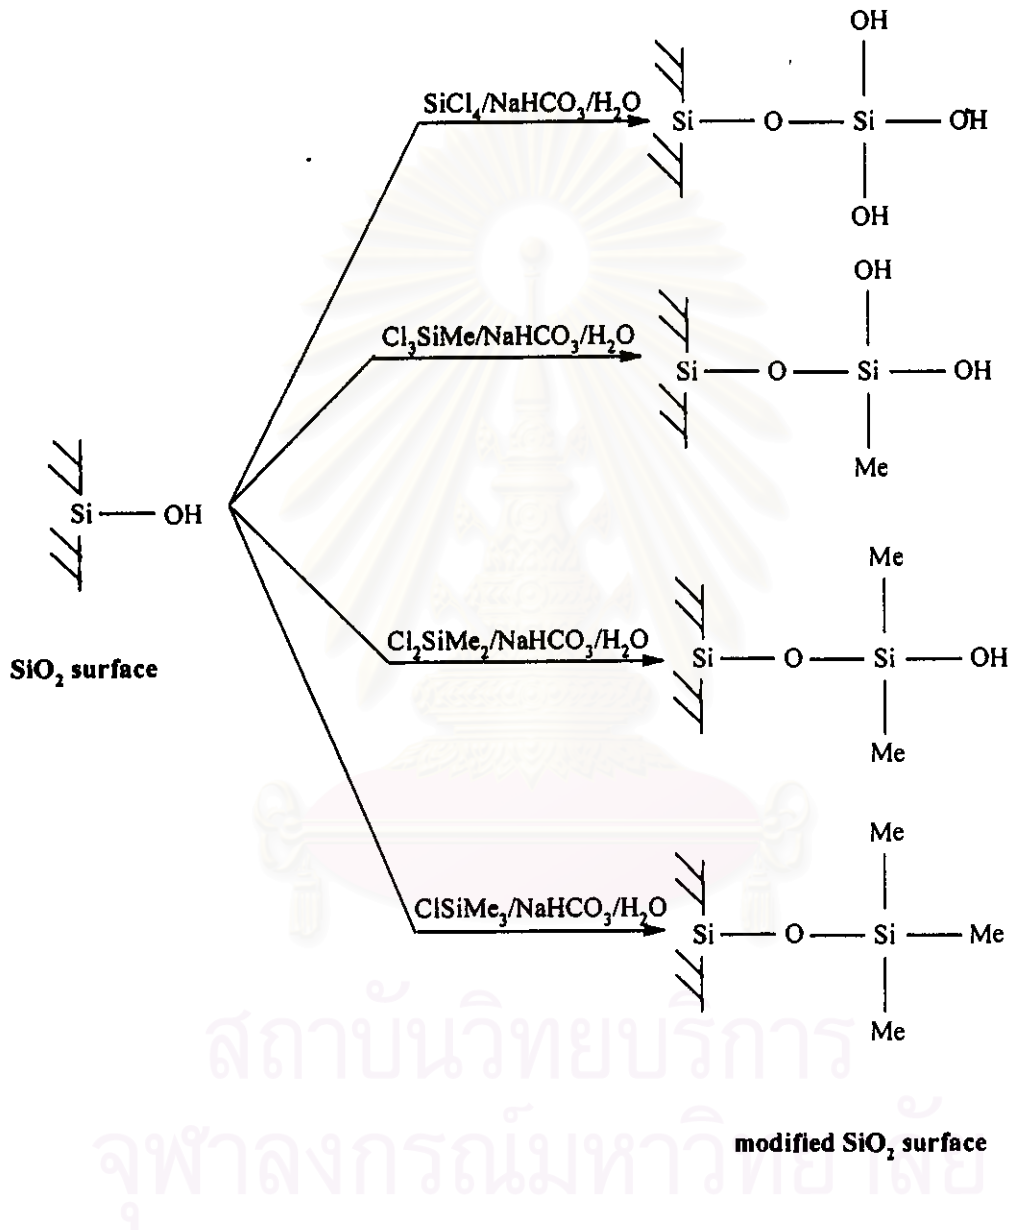 OH
SiCl₄/NaHCO₃/H₂O
Si — O — Si — OH
OH
OH
Cl₃SiMe/NaHCO₃/H₂O
Si — O — Si — OH
Me
Si — OH
Me
Cl₂SiMe₂/NaHCO₃/H₂O
Si — O — Si — OH
SiO₂ surface
Me
Me
ClSiMe₃/NaHCO₃/H₂O
Si — O — Si — Me
Me
สถาบันวิทยบริการ
จุฬาลงกรณ์มหาวิทยาลัย
modified SiO₂ surface